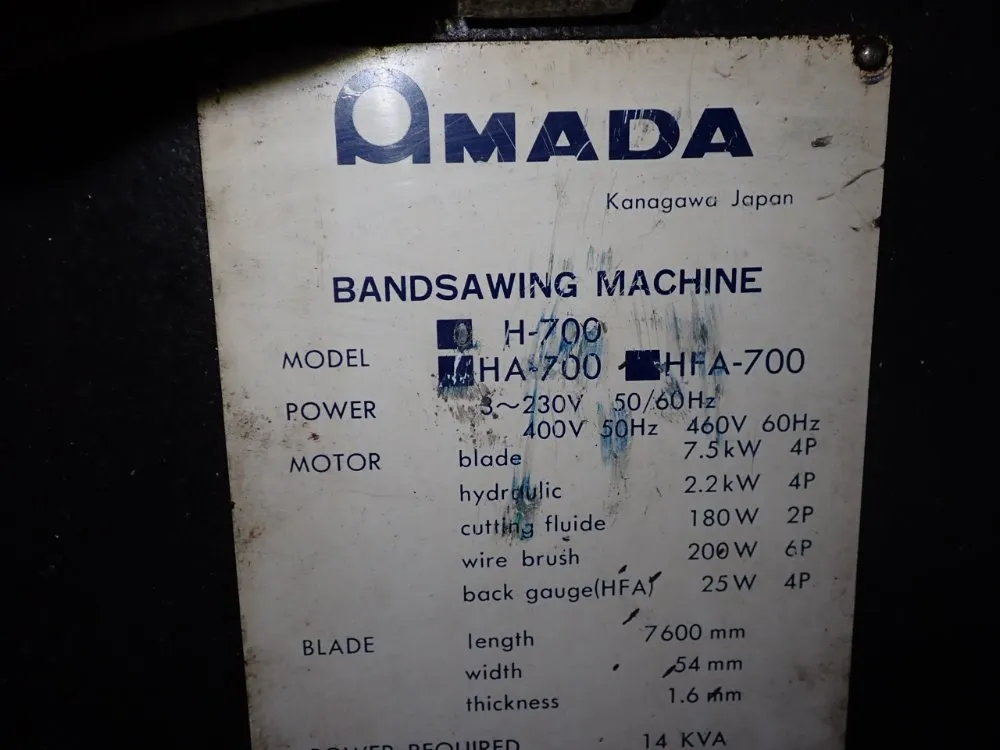 AMADA
Kanagawa Japan
BANDSAWING MACHINE
H-700
MODEL HA-700 HFA-700
POWER 3~230V 50/60Hz
400V 50Hz 460V 60Hz
MOTOR blade 7.5kW 4P
hydraulic 2.2kW 4P
cutting fluide 180W 2P
wire brush 200W 6P
back gauge(HFA) 25W 4P
BLADE length 7600 mm
width 54 mm
thickness 1.6 mm
POWER REQUIRED 14 KVA